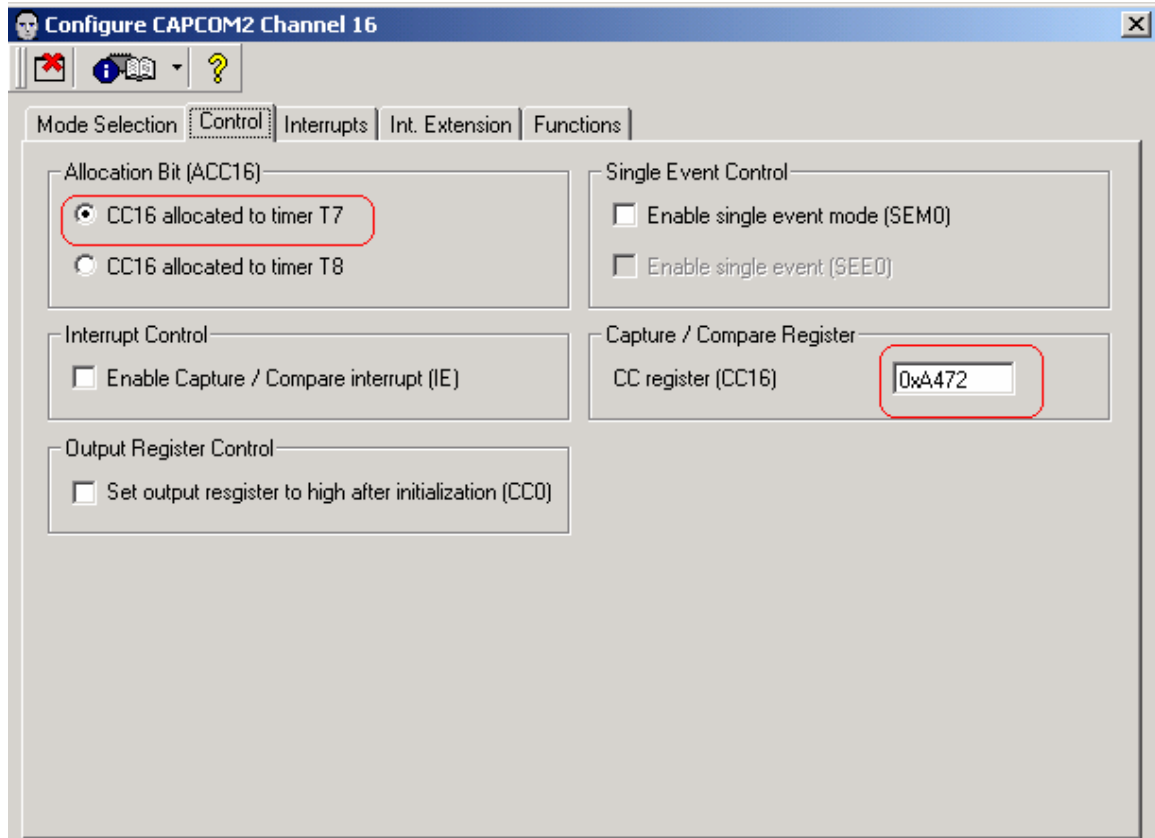 Configure CAPCOM2 Channel 16
Mode Selection Control Interrupts Int. Extension Functions
Allocation Bit (ACC16)
CC16 allocated to timer T7
CC16 allocated to timer T8
Single Event Control
Enable single event mode (SEM0)
Enable single event (SEE0)
Interrupt Control
Enable Capture / Compare interrupt (IE)
Capture / Compare Register
CC register (CC16) 0xA472
Output Register Control
Set output resgister to high after initialization (CC0)